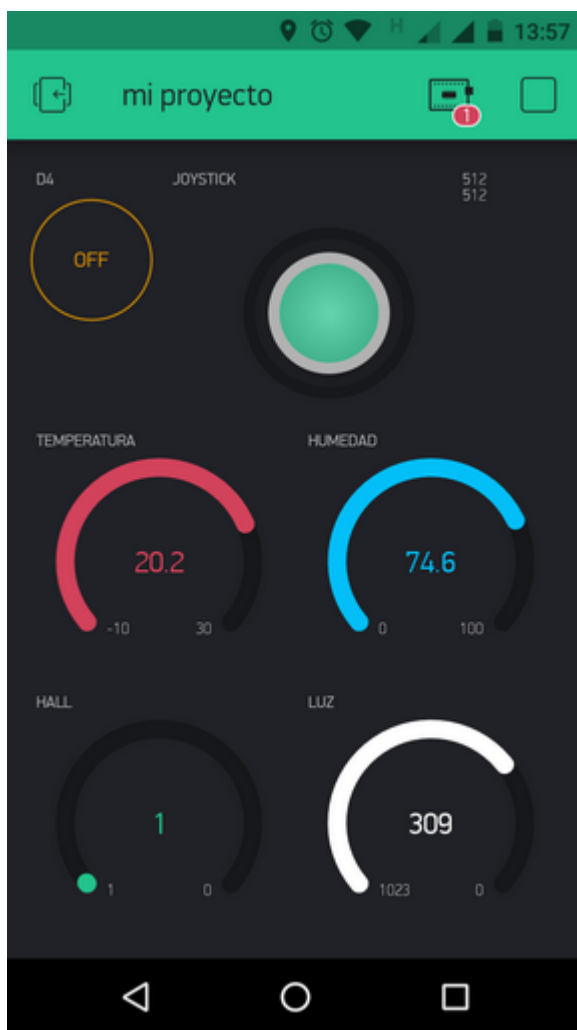 H 13:57
mi proyecto
1
D4 JOYSTICK 512
512
OFF
TEMPERATURA HUMEDAD
20.2 74.6
-10 30 0 100
HALL LUZ
1 309
1 0 1023 0